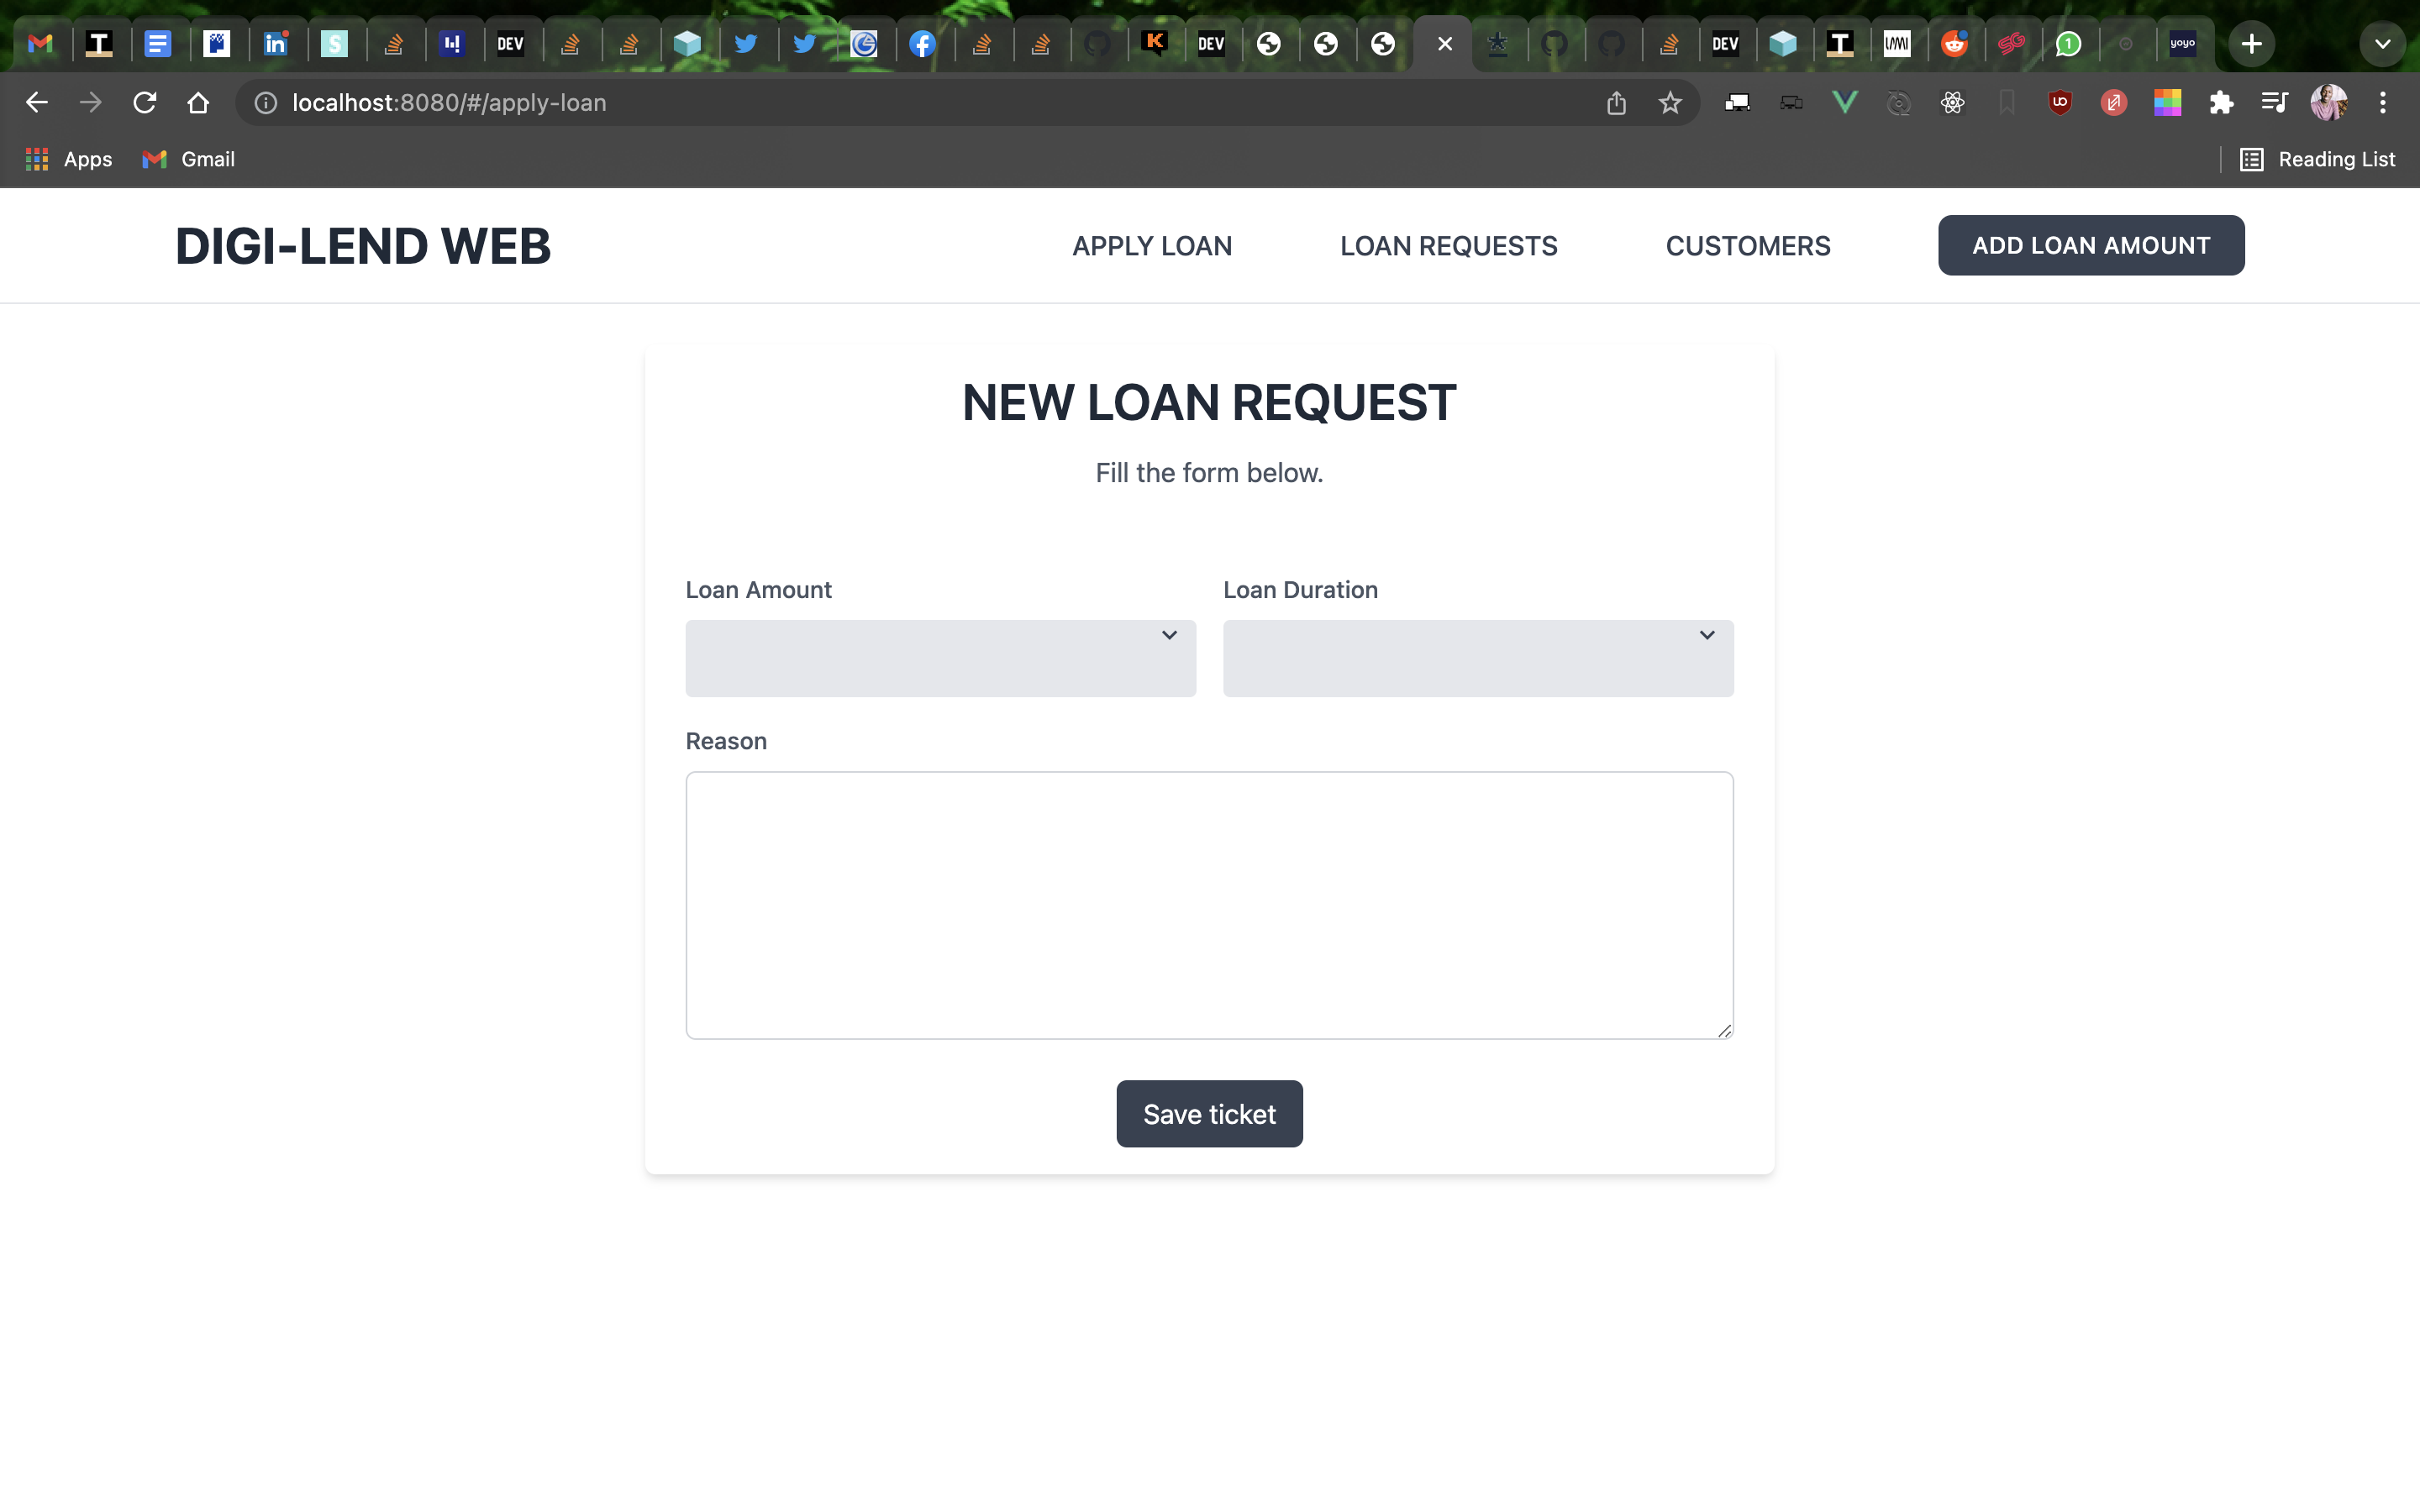 DEV
DEV
DEV
yoyo
localhost:8080/#/apply-loan
Apps
Gmail
Reading List
DIGI-LEND WEB
APPLY LOAN
LOAN REQUESTS
CUSTOMERS
ADD LOAN AMOUNT
NEW LOAN REQUEST
Fill the form below.
Loan Amount
Loan Duration
Reason
Save ticket